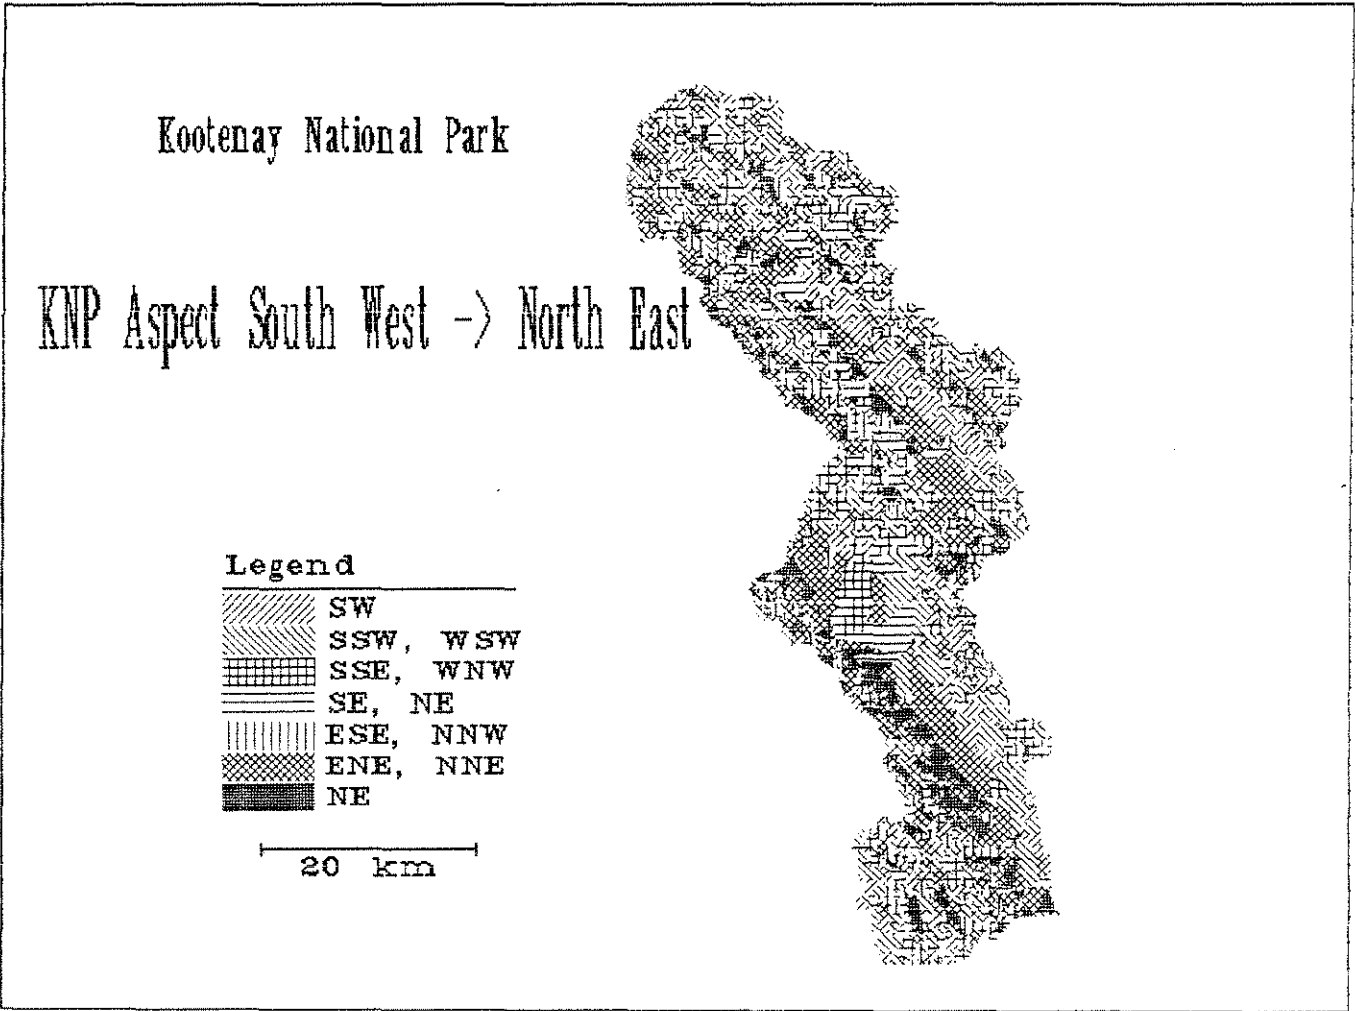 Kootenay National Park
KNP Aspect South West -> North East
Legend
SW
SSW, WSW
SSE, WNW
SE, NE
ESE, NNW
ENE, NNE
NE
20 km